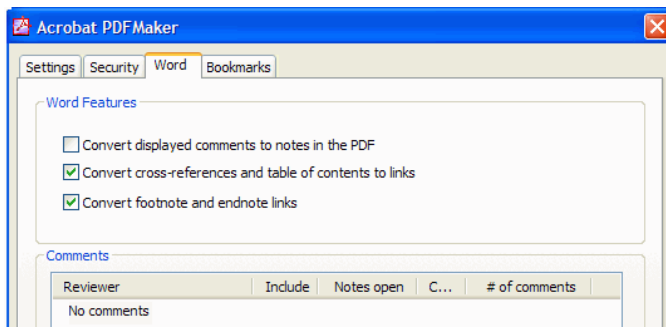 Acrobat PDFMaker
Settings Security Word Bookmarks
Word Features
Convert displayed comments to notes in the PDF
Convert cross-references and table of contents to links
Convert footnote and endnote links
Comments
Reviewer Include Notes open C... # of comments
No comments